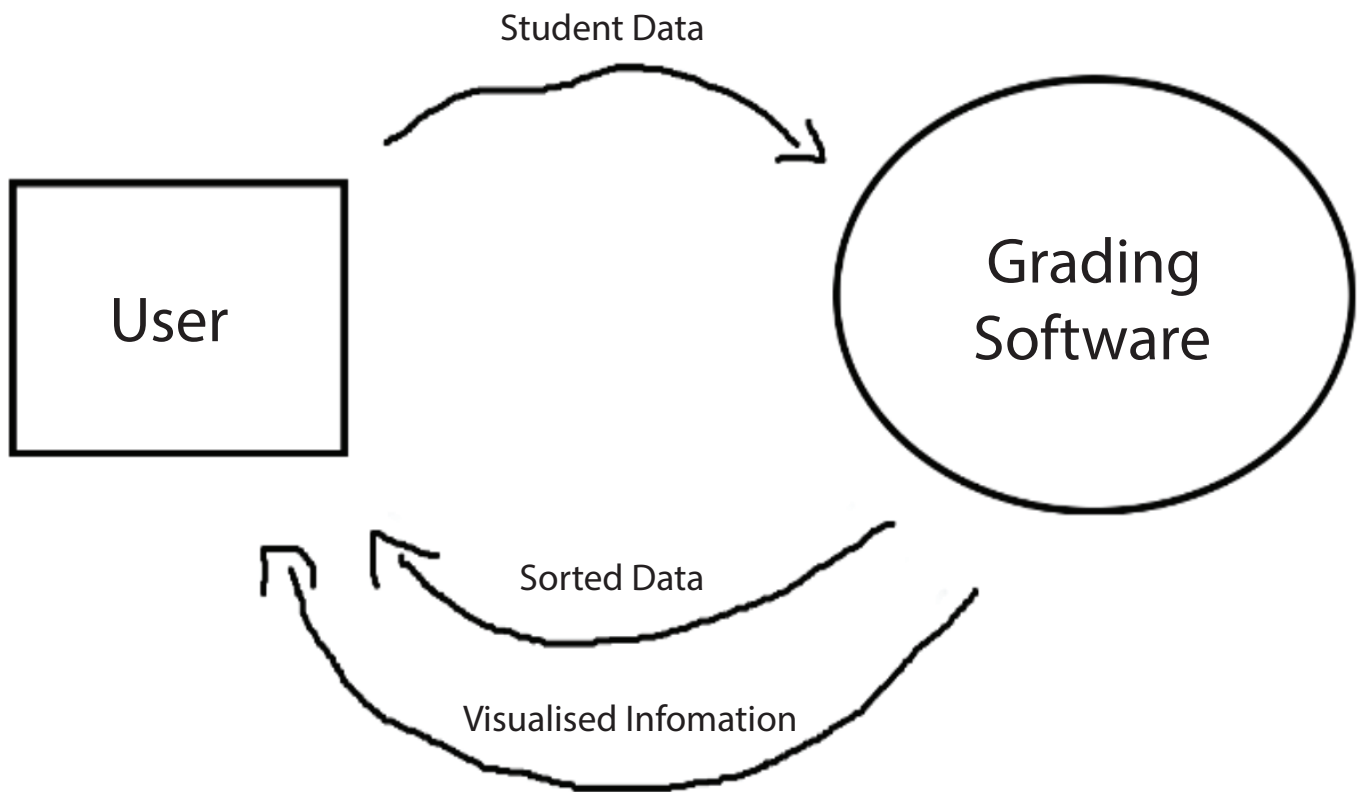 Student Data
User
Grading
Software
Sorted Data
Visualised Infomation